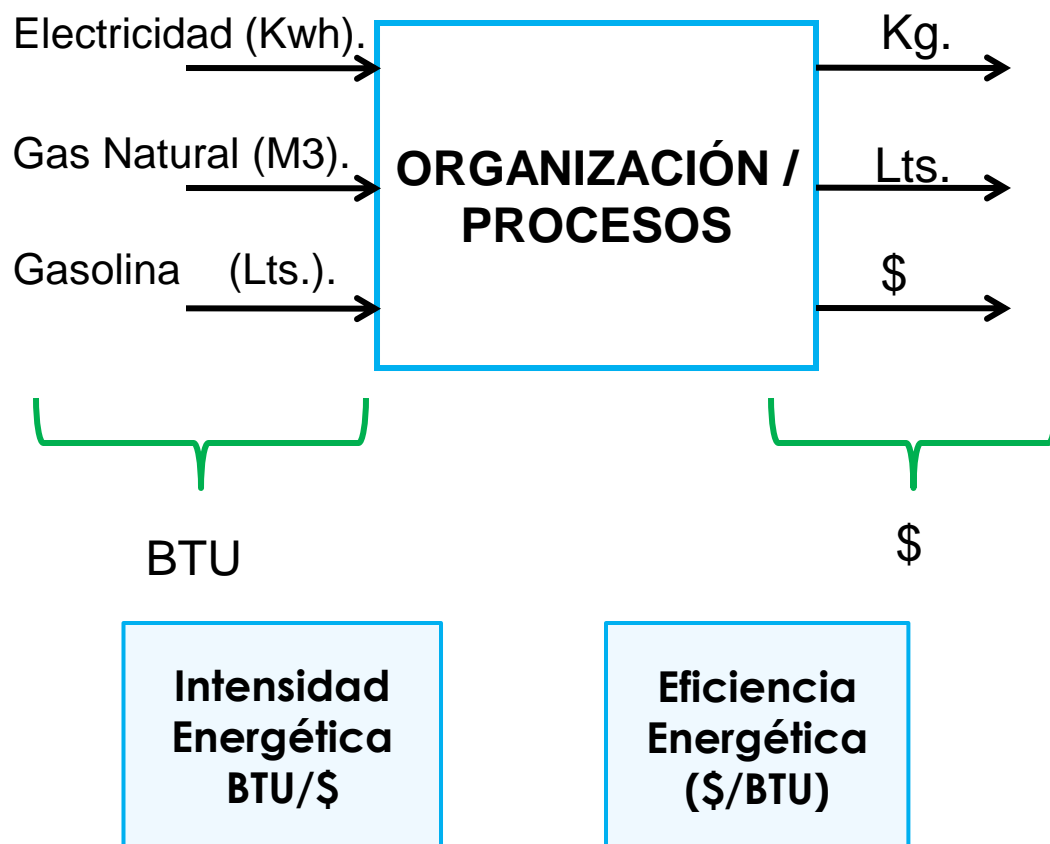 Electricidad (Kwh).
Kg.
Gas Natural (M3).
ORGANIZACIÓN /
PROCESOS
Lts.
Gasolina (Lts.).
$
BTU
$
Intensidad
Energética
BTU/$
Eficiencia
Energética
($/BTU)